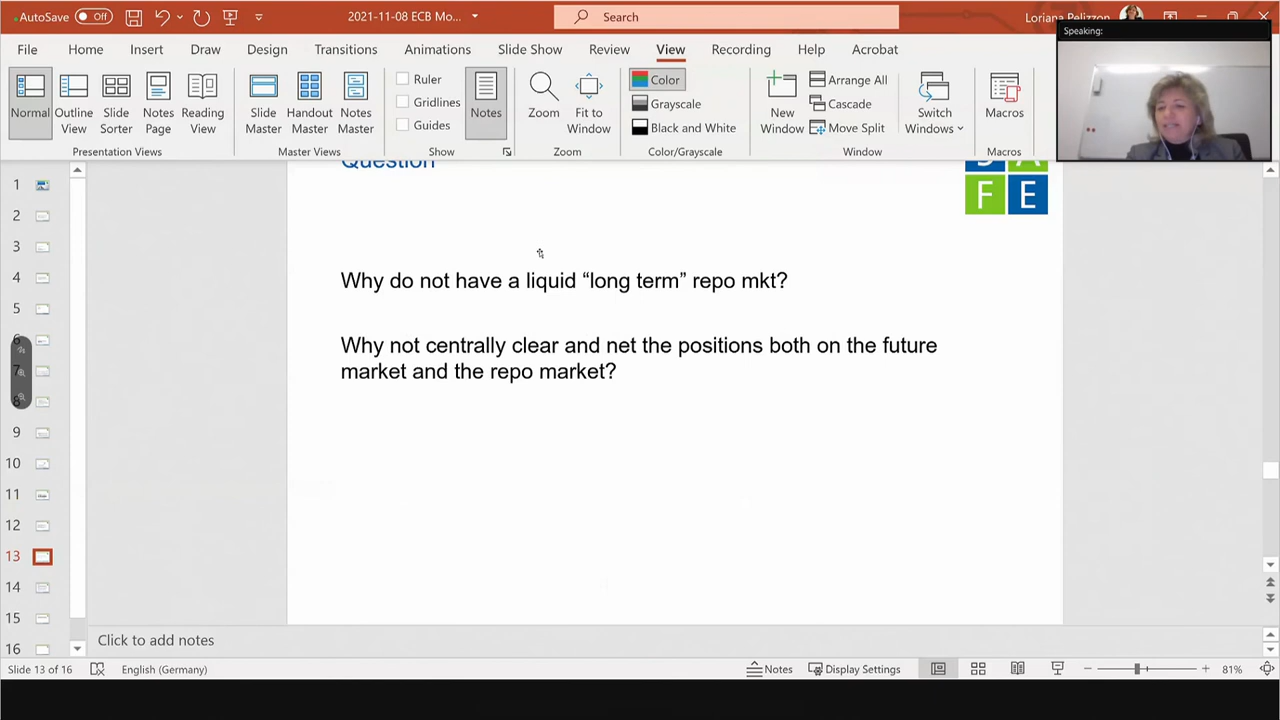 AutoSave Off 2021-11-08 ECB Mo... Search Loriana Pelizzon
Speaking:
File Home Insert Draw Design Transitions Animations Slide Show Review View Recording Help Acrobat
Normal Outline View Slide Sorter Notes Page Reading View
Presentation Views
Slide Master Handout Master Notes Master
Master Views
Ruler
Gridlines
Guides
Show
Notes
Zoom Fit to Window
Zoom
Color
Grayscale
Black and White
Color/Grayscale
New Window
Arrange All
Cascade
Move Split
Switch Windows
Window
Macros
Macros
1
2
3
4
5
6
7
8
9
10
11
12
13
14
15
16
Question
F E
Why do not have a liquid “long term” repo mkt?
Why not centrally clear and net the positions both on the future
market and the repo market?
Click to add notes
Slide 13 of 16 English (Germany) Notes Display Settings 81%